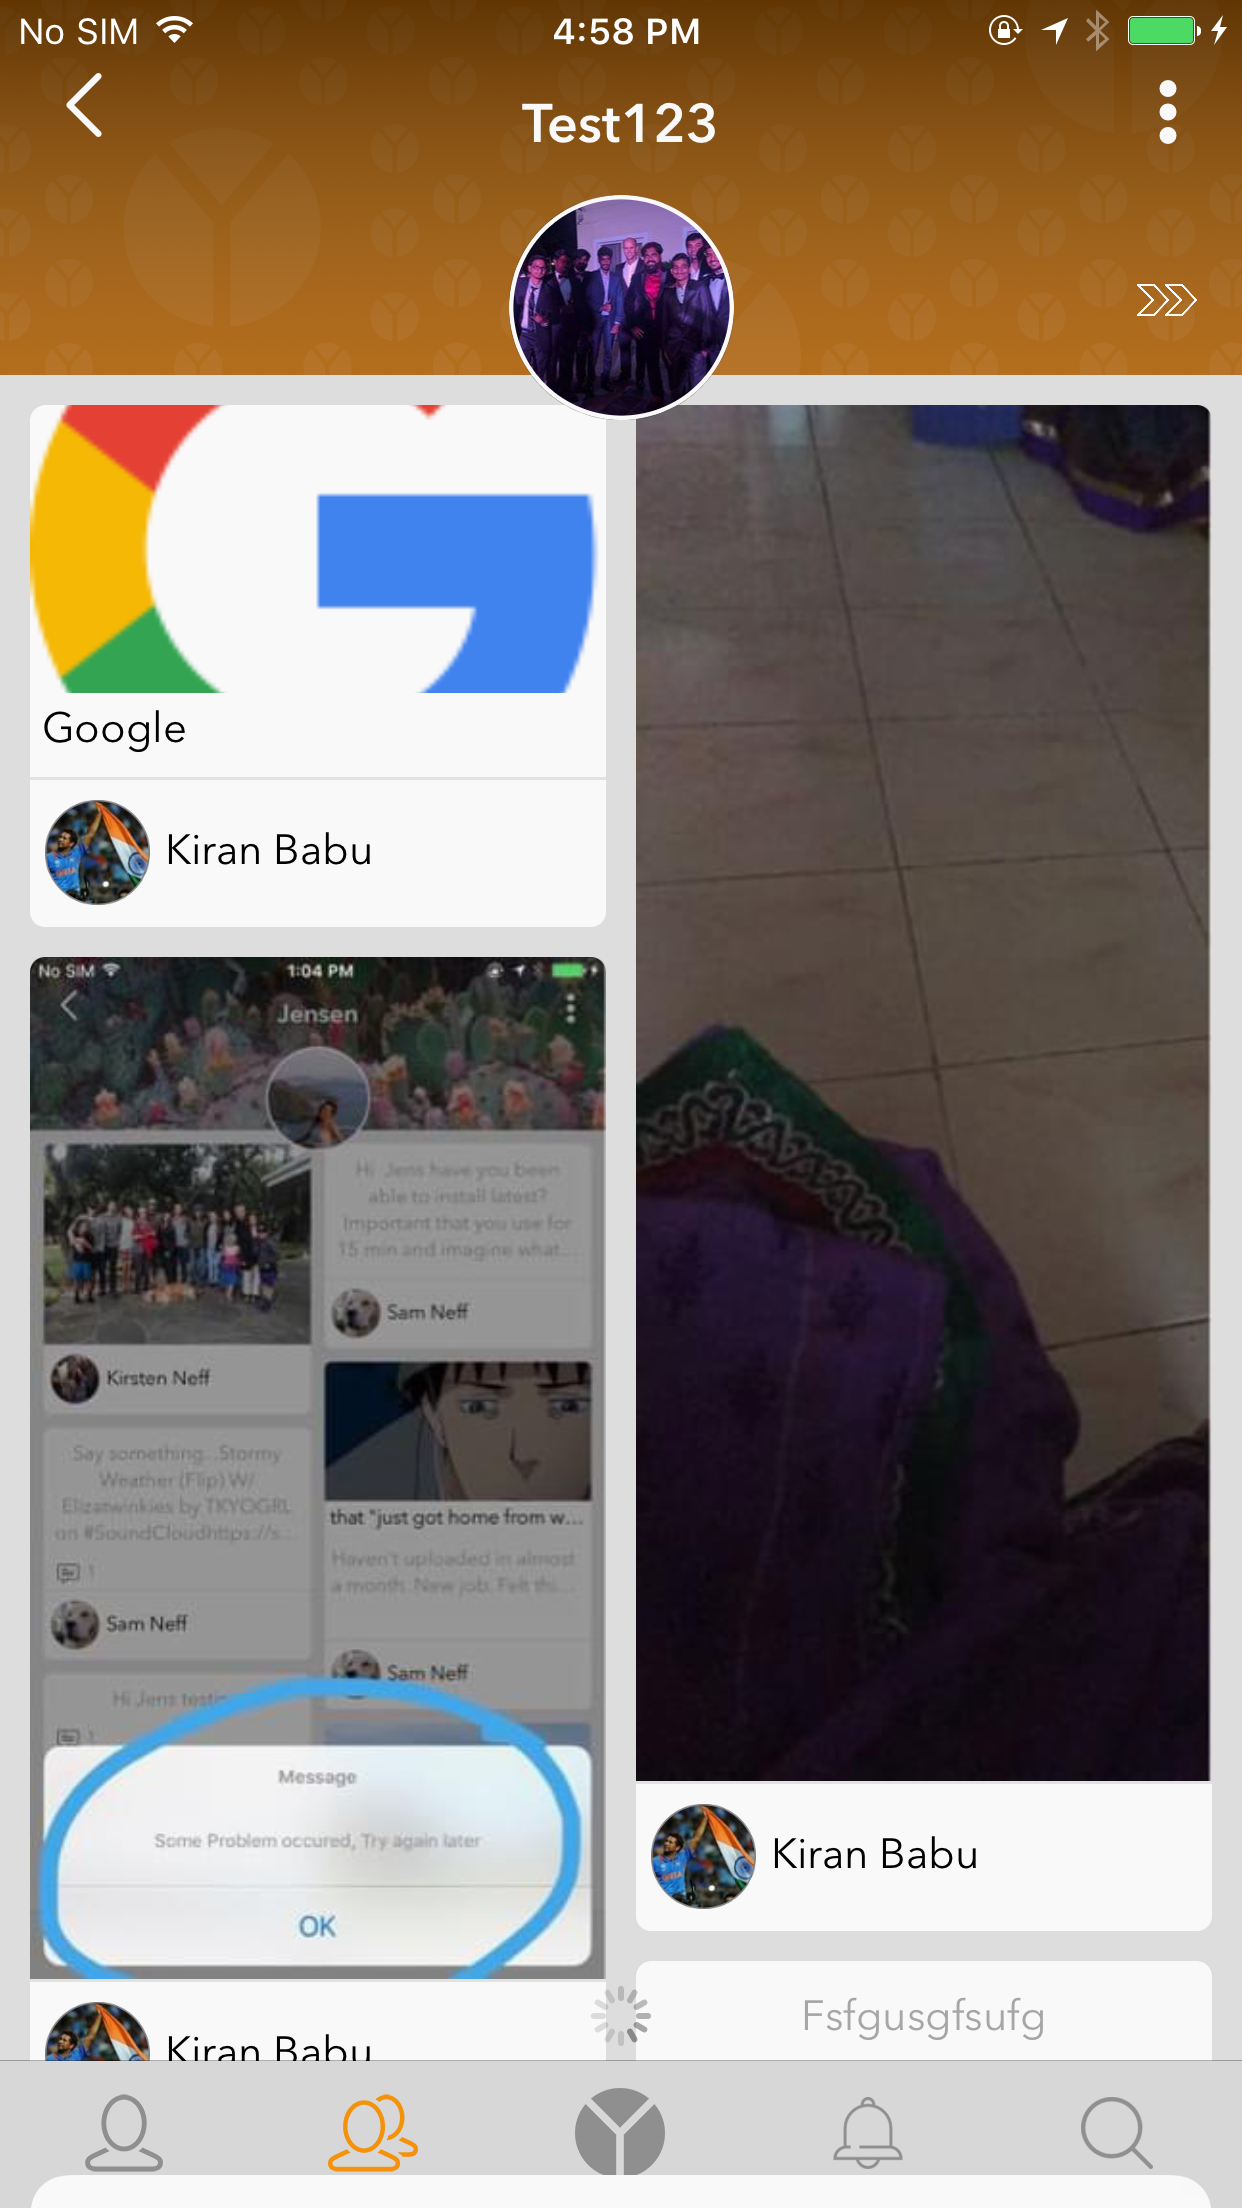 No SIM
4:58 PM
Test123
Google
Kiran Babu
No SIM
1:04 PM
Jensen
Kirsten Neff
Say something...Stormy
Weather (Flip) W/
Elizatwinkies by TKYOGRL
on #SoundCloudhttps://s...
1
Sam Neff
Hi Jens testin
1
Hi Jens have you been
able to install latest?
Important that you use for
15 min and imagine what...
Sam Neff
that "just got home from w...
Haven't uploaded in almost
a month. New job. Felt thi...
Sam Neff
Message
Some Problem occured, Try again later
OK
Kiran Babu
Kiran Babu
Fsfgusgfsufg